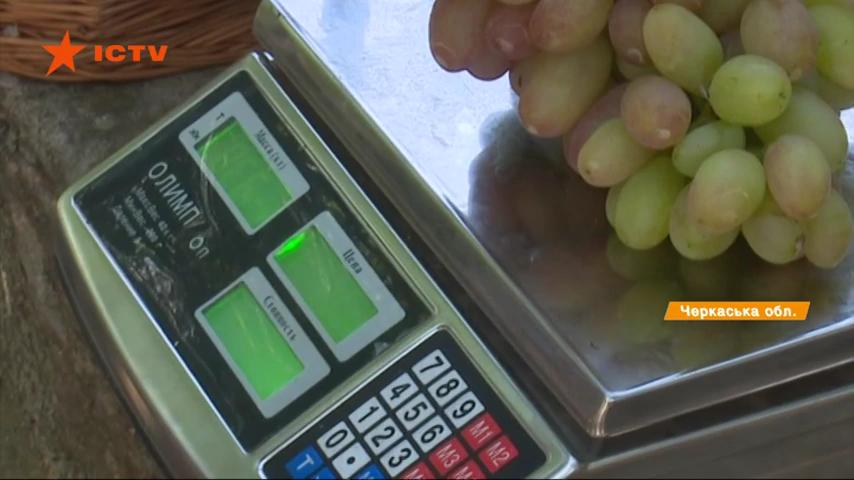 ICTV
Т
Масса(кг)
ОЛИМП
Цена
Стоимость
Черкаська обл.
7 8 9
4 5 6 M1 M2
1 2 3
0 .
T